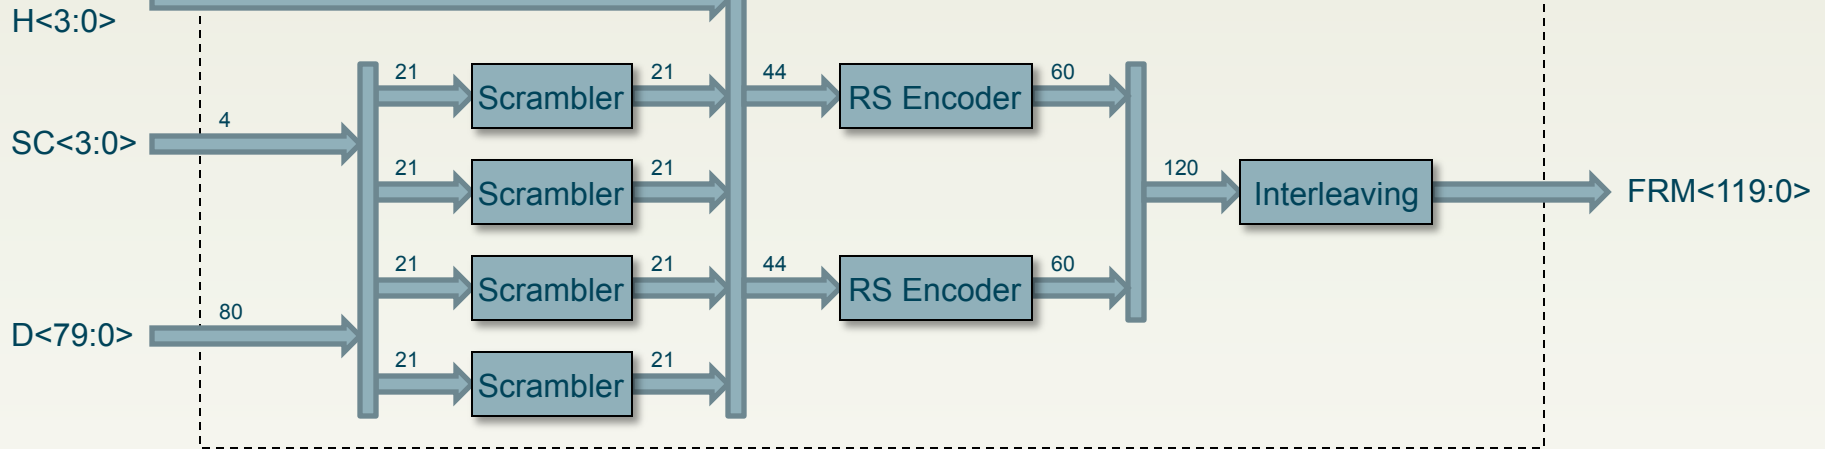 H<3:0>
21 21 44 60
Scrambler RS Encoder
4
SC<3:0>
21 21 120
Scrambler Interleaving FRM<119:0>
21 21 44 60
Scrambler RS Encoder
80
D<79:0>
21 21
Scrambler